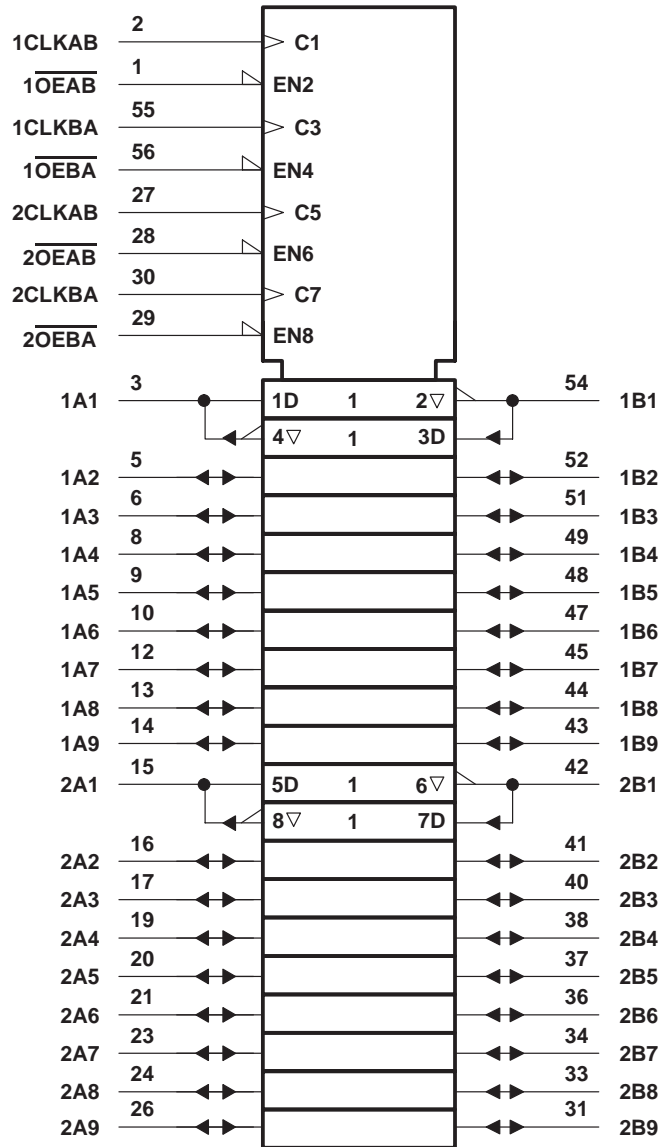 1CLKAB 2 C1
1OEAB 1 EN2
1CLKBA 55 C3
1OEBA 56 EN4
2CLKAB 27 C5
2OEAB 28 EN6
2CLKBA 30 C7
2OEBA 29 EN8
1A1 3 1D 1 2▽ 54 1B1
4▽ 1 3D
1A2 5 52 1B2
1A3 6 51 1B3
1A4 8 49 1B4
1A5 9 48 1B5
1A6 10 47 1B6
1A7 12 45 1B7
1A8 13 44 1B8
1A9 14 43 1B9
2A1 15 5D 1 6▽ 42 2B1
8▽ 1 7D
2A2 16 41 2B2
2A3 17 40 2B3
2A4 19 38 2B4
2A5 20 37 2B5
2A6 21 36 2B6
2A7 23 34 2B7
2A8 24 33 2B8
2A9 26 31 2B9